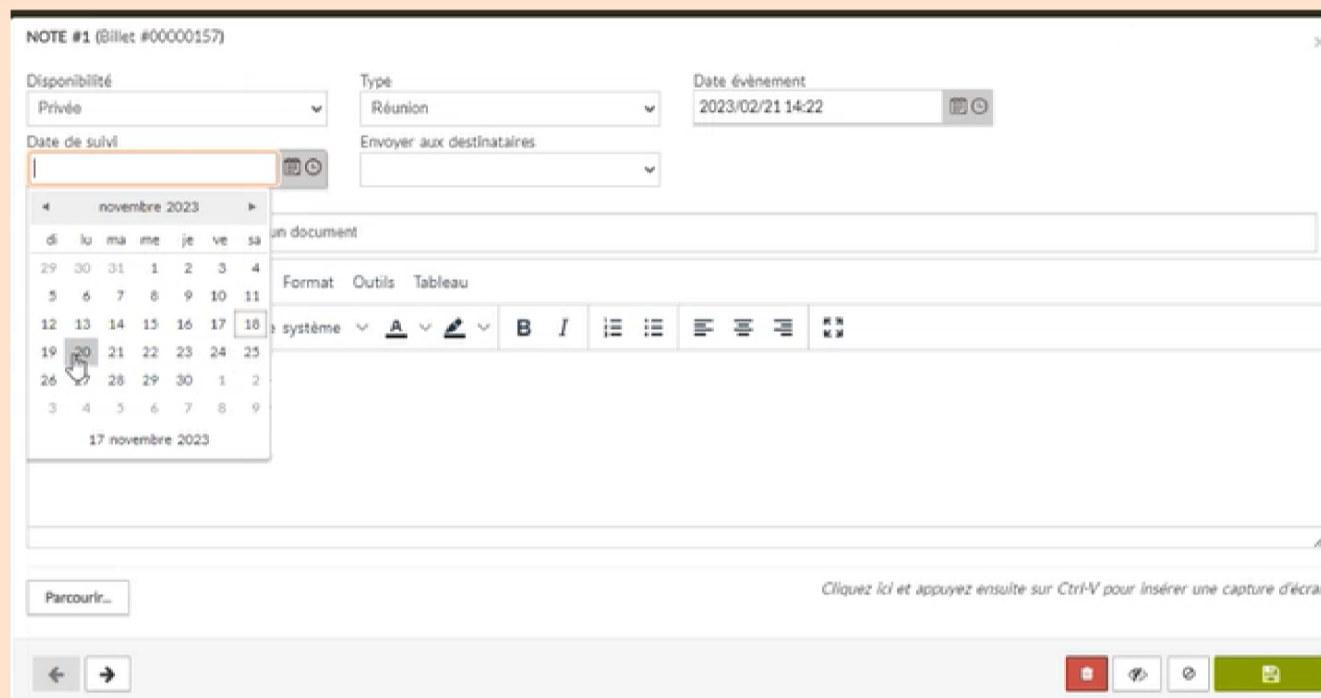 NOTE #1 (Billet #00000157)
Disponibilité Type Date évènement
Privée Réunion 2023/02/21 14:22
Date de suivi Envoyer aux destinataires
novembre 2023
di lu ma me je ve sa
un document
29 30 31 1 2 3 4
Format Outils Tableau
5 6 7 8 9 10 11
12 13 14 15 16 17 18
système A B I
19 20 21 22 23 24 25
26 27 28 29 30 1 2
3 4 5 6 7 8 9
17 novembre 2023
Cliquez ici et appuyez ensuite sur Ctrl-V pour insérer une capture d'écra
Parcourir...